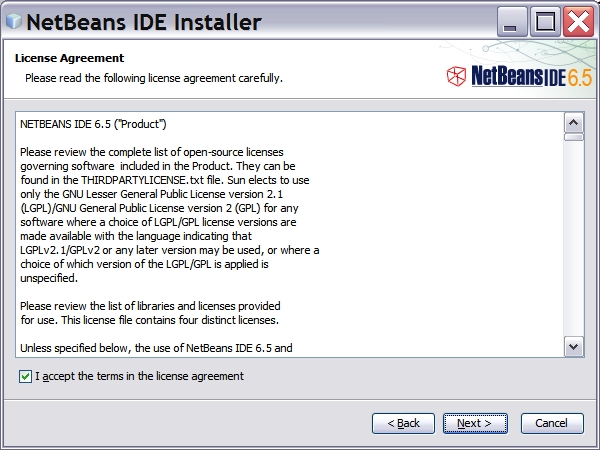 NetBeans IDE Installer
License Agreement
Please read the following license agreement carefully.
NetBeans IDE 6.5
NETBEANS IDE 6.5 ("Product")
Please review the complete list of open-source licenses
governing software  included in the Product. They can be
found in the THIRDPARTYLICENSE.txt file. Sun elects to use
only the GNU Lesser General Public License version 2.1
(LGPL)/GNU General Public License version 2 (GPL) for any
software where a choice of LGPL/GPL license versions are
made available with the language indicating that
LGPLv2.1/GPLv2 or any later version may be used, or where a
choice of which version of the LGPL/GPL is applied is
unspecified.
Please review the list of libraries and licenses provided
for use. This license file contains four distinct licenses.
Unless specified below, the use of NetBeans IDE 6.5 and
I accept the terms in the license agreement
< Back
Next >
Cancel